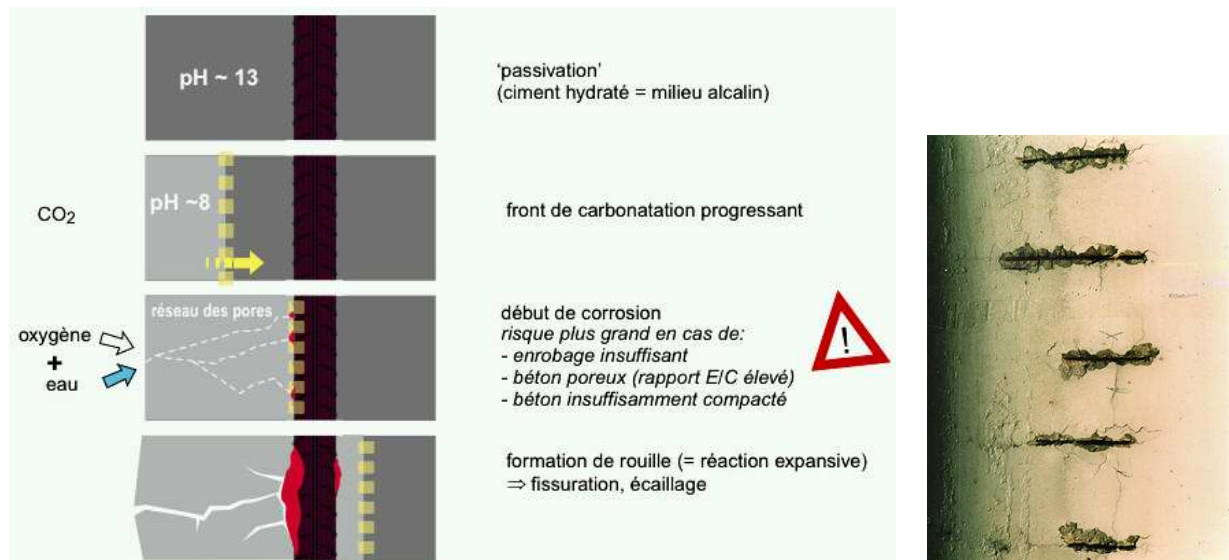 pH ~ 13
'passivation'
(ciment hydraté = milieu alcalin)
CO2
pH ~8
front de carbonatation progressant
oxygène
+
eau
réseau des pores
début de corrosion
risque plus grand en cas de:
- enrobage insuffisant
- béton poreux (rapport E/C élevé)
- béton insuffisamment compacté
!
formation de rouille (= réaction expansive)
⇒ fissuration, écaillage